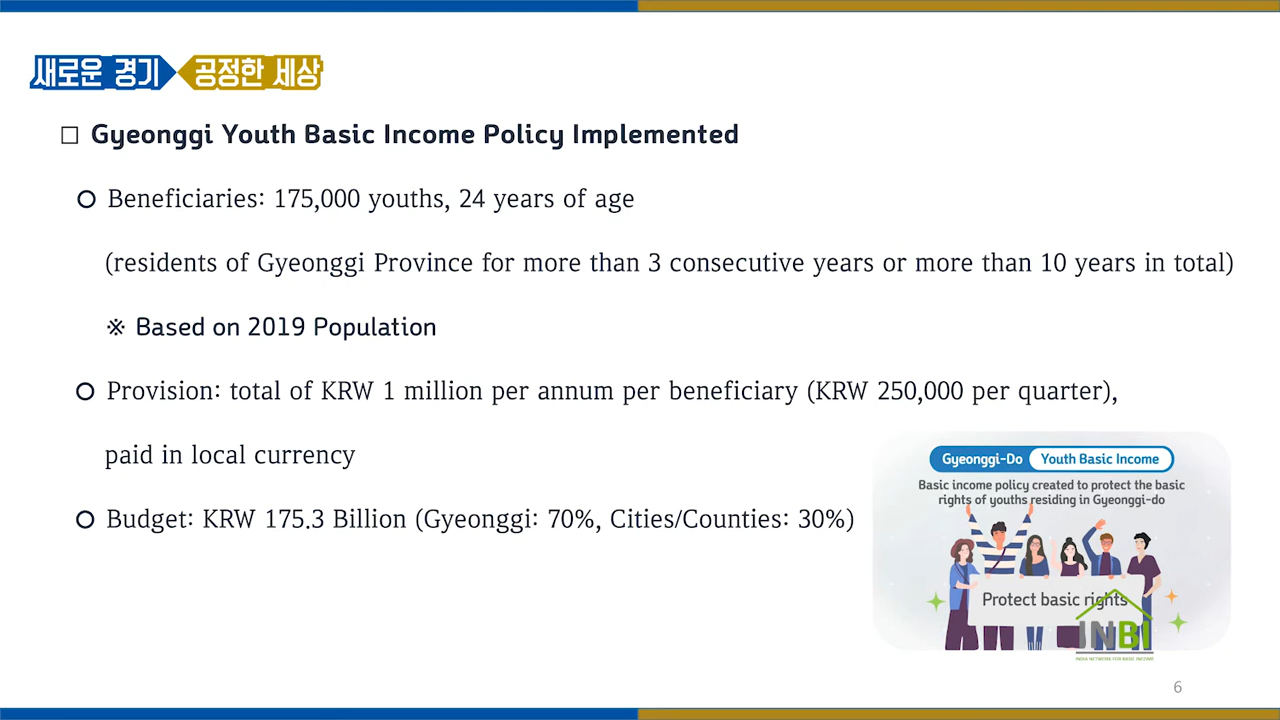 새로운 경기 공정한 세상
□ Gyeonggi Youth Basic Income Policy Implemented
○ Beneficiaries: 175,000 youths, 24 years of age
(residents of Gyeonggi Province for more than 3 consecutive years or more than 10 years in total)
※ Based on 2019 Population
○ Provision: total of KRW 1 million per annum per beneficiary (KRW 250,000 per quarter),
paid in local currency
○ Budget: KRW 175.3 Billion (Gyeonggi: 70%, Cities/Counties: 30%)
Gyeonggi-Do Youth Basic Income
Basic income policy created to protect the basic
rights of youths residing in Gyeonggi-do
Protect basic rights
INBI
INDIA NETWORK FOR BASIC INCOME
6